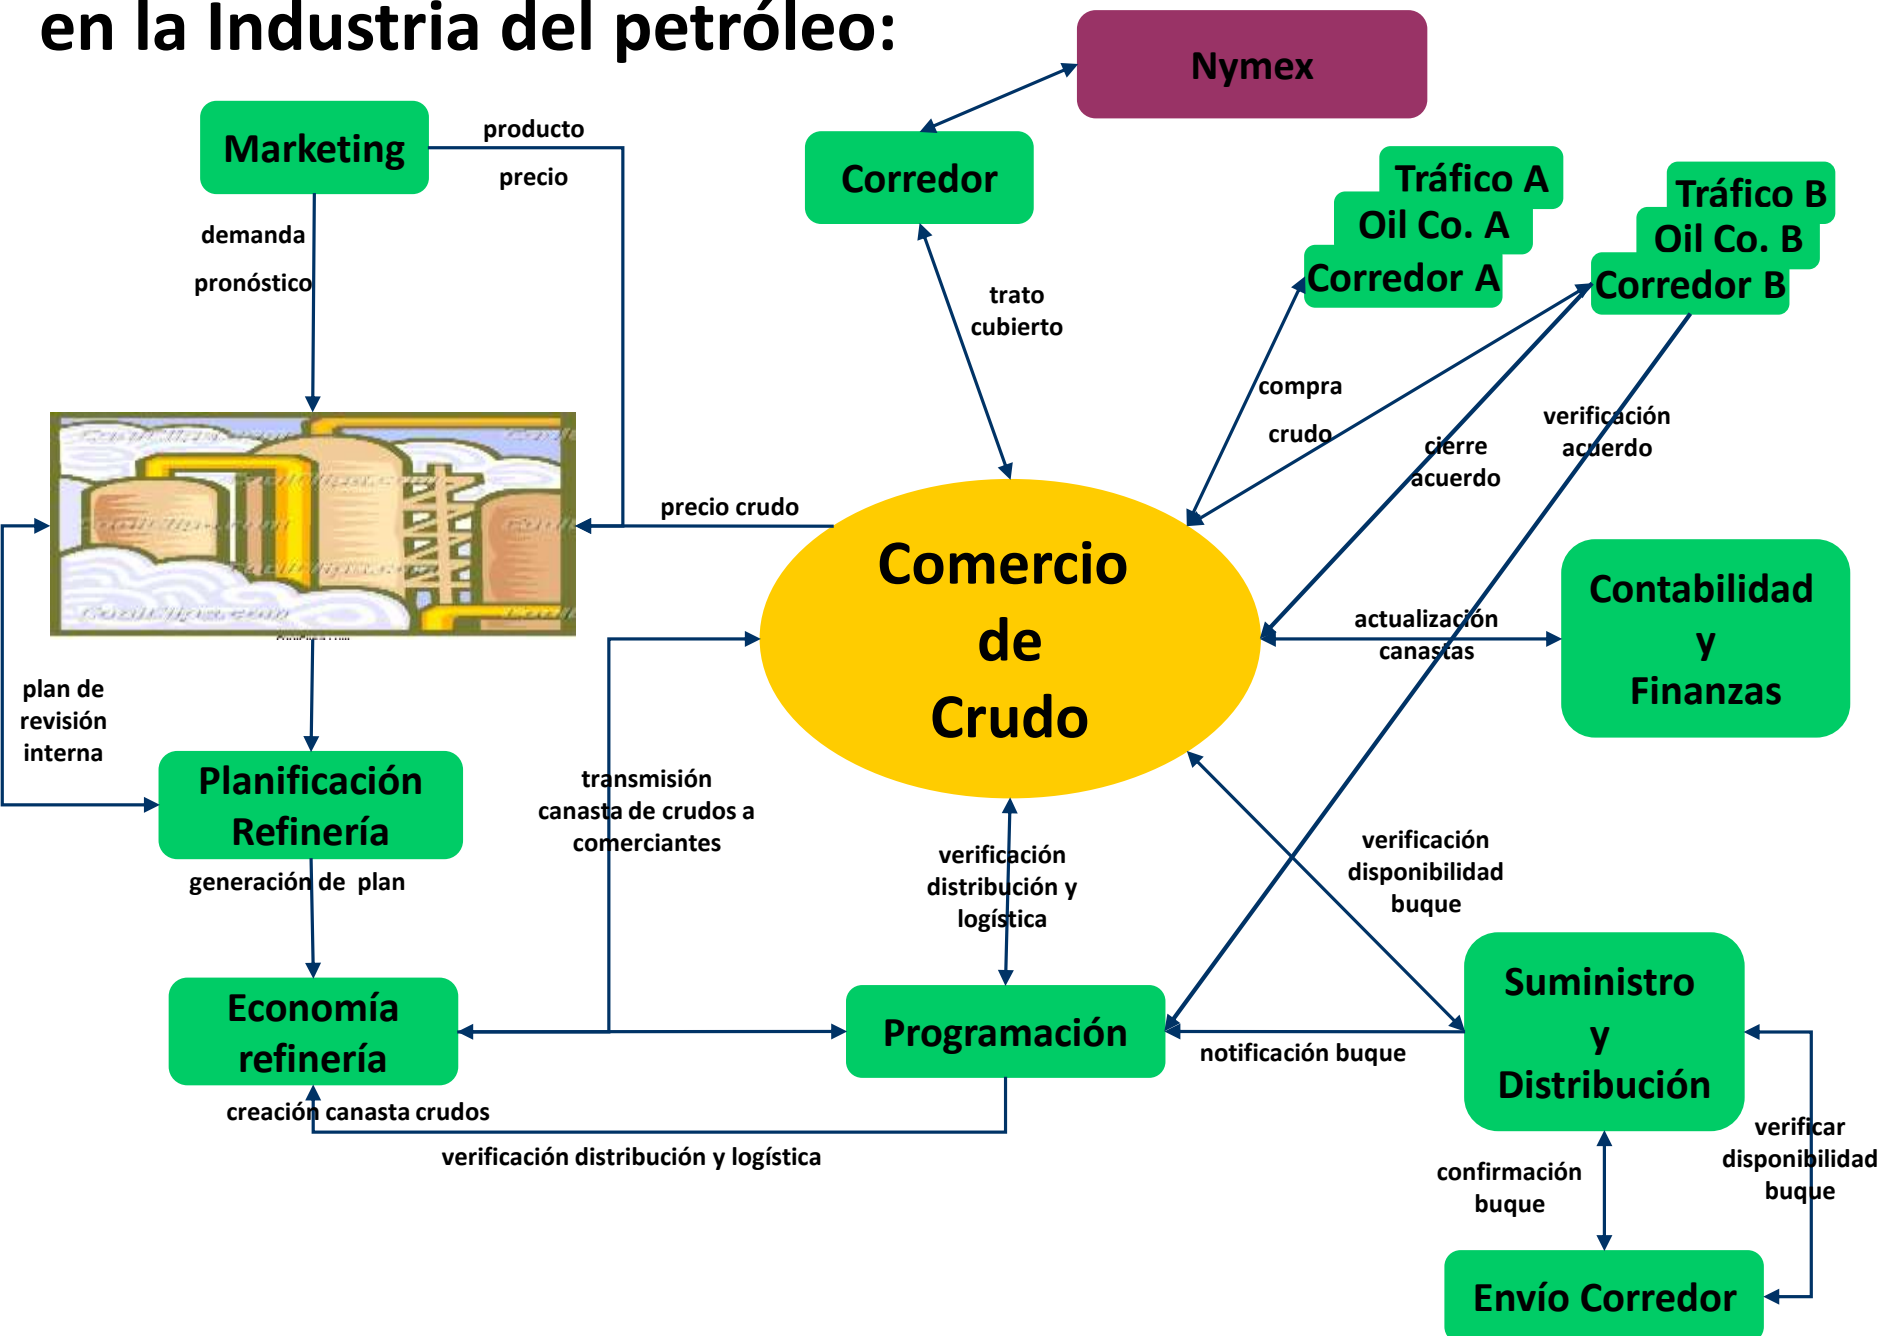 en la Industria del petróleo:
Nymex
Marketing
producto
precio
Corredor
Tráfico A
Oil Co. A
Corredor A
Tráfico B
Oil Co. B
Corredor B
demanda
pronóstico
trato
cubierto
compra
crudo
cierre
acuerdo
verificación
acuerdo
precio crudo
Comercio
de
Crudo
Contabilidad
y
Finanzas
actualización
canastas
plan de
revisión
interna
Planificación
Refinería
generación de plan
transmisión
canasta de crudos a
comerciantes
verificación
distribución y
logística
verificación
disponibilidad
buque
Economía
refinería
Programación
notificación buque
Suministro
y
Distribución
creación canasta crudos
verificación distribución y logística
confirmación
buque
verificar
disponibilidad
buque
Envío Corredor